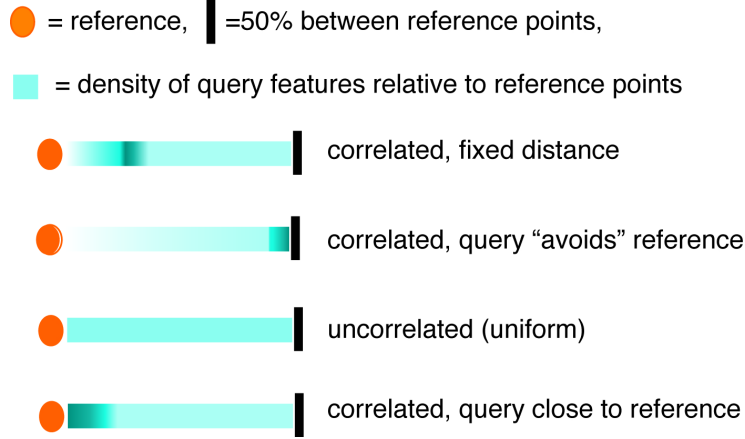 = reference, =50% between reference points,
= density of query features relative to reference points
correlated, fixed distance
correlated, query “avoids” reference
uncorrelated (uniform)
correlated, query close to reference